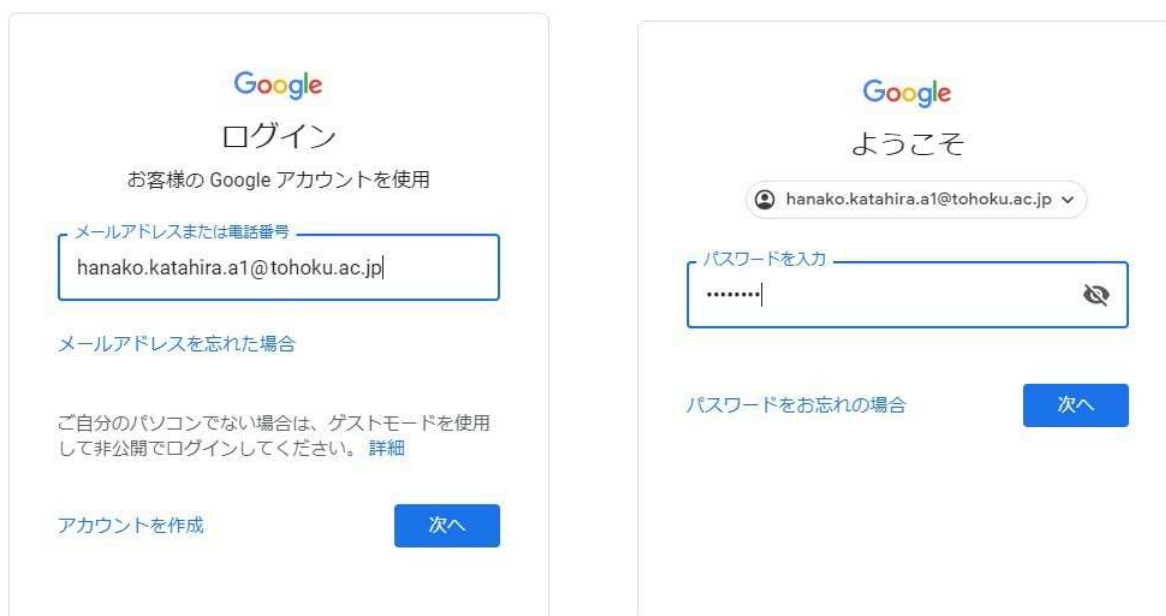 Google
ログイン
お客様の Google アカウントを使用
メールアドレスまたは電話番号
hanako.katahira.a1@tohoku.ac.jp
メールアドレスを忘れた場合
ご自分のパソコンでない場合は、ゲストモードを使用
して非公開でログインしてください。 詳細
アカウントを作成
次へ
Google
ようこそ
hanako.katahira.a1@tohoku.ac.jp
パスワードを入力
••••••••
パスワードをお忘れの場合
次へ